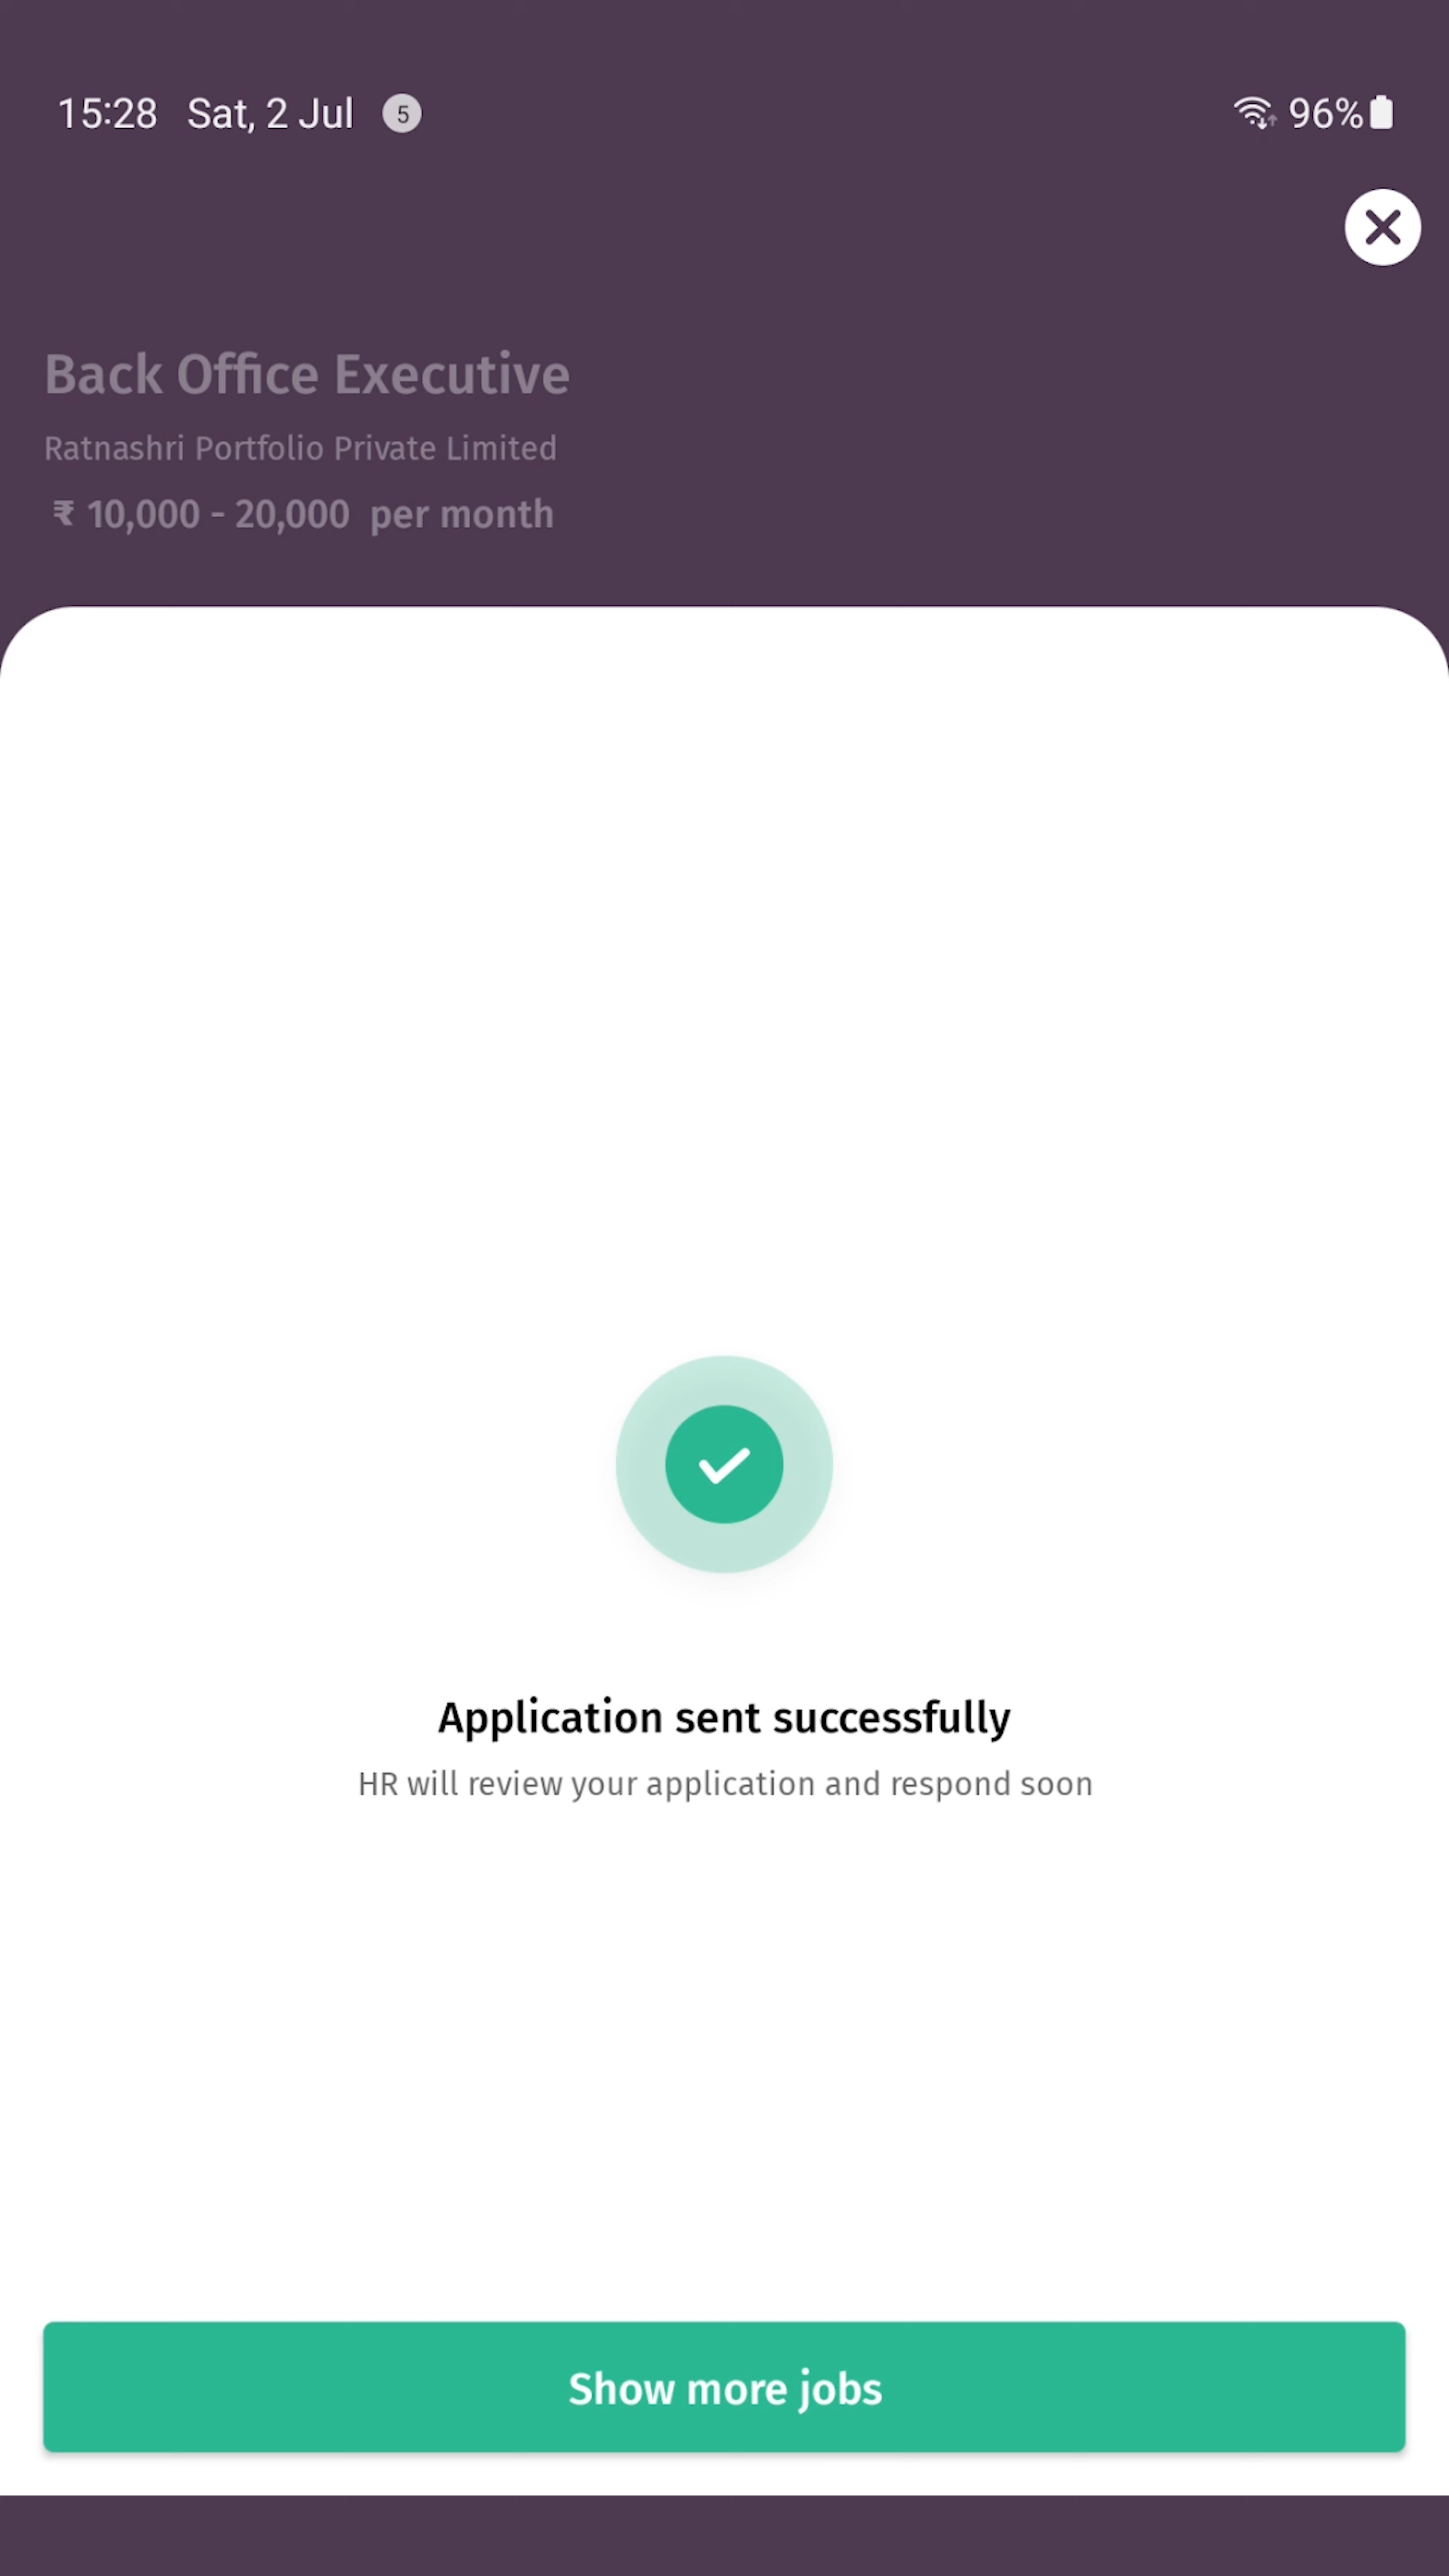 15:28 Sat, 2 Jul 5 96%
Back Office Executive
Ratnashri Portfolio Private Limited
₹ 10,000 - 20,000 per month
Application sent successfully
HR will review your application and respond soon
Show more jobs